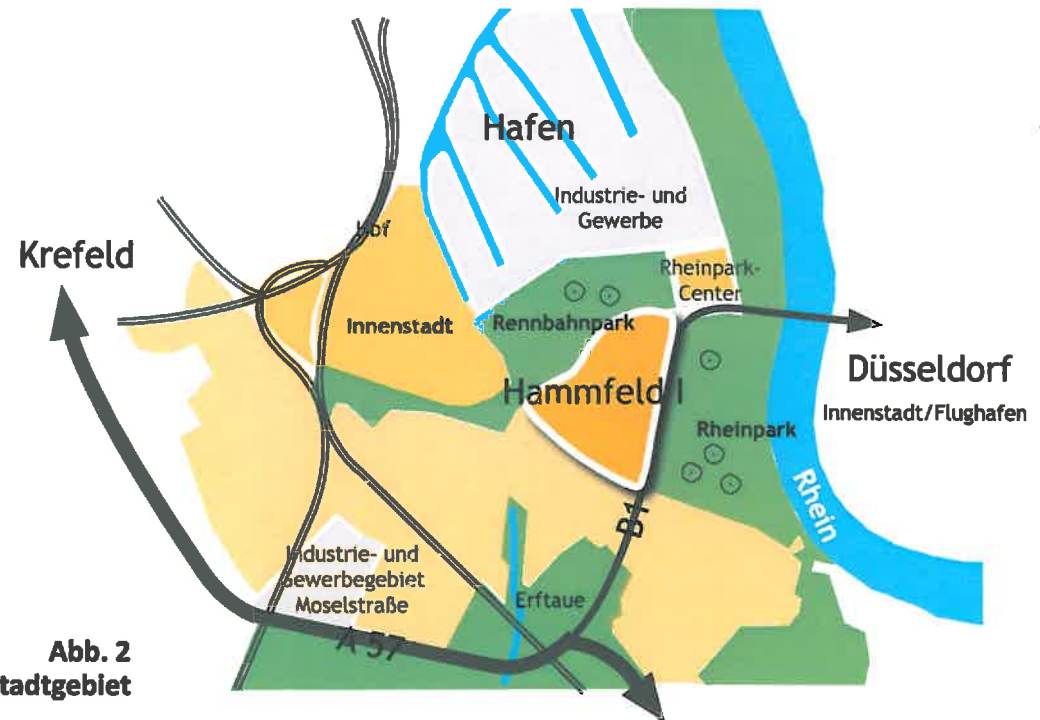 Hafen
Industrie- und
Gewerbe
Hbf
Krefeld
Rheinpark-
Center
Innenstadt
Rennbahnpark
Düsseldorf
Innenstadt/Flughafen
Hammfeld I
Rheinpark
Rhein
B1
Industrie- und
Gewerbegebiet
Moselstraße
Erftaue
A 57
Abb. 2
tadtgebiet